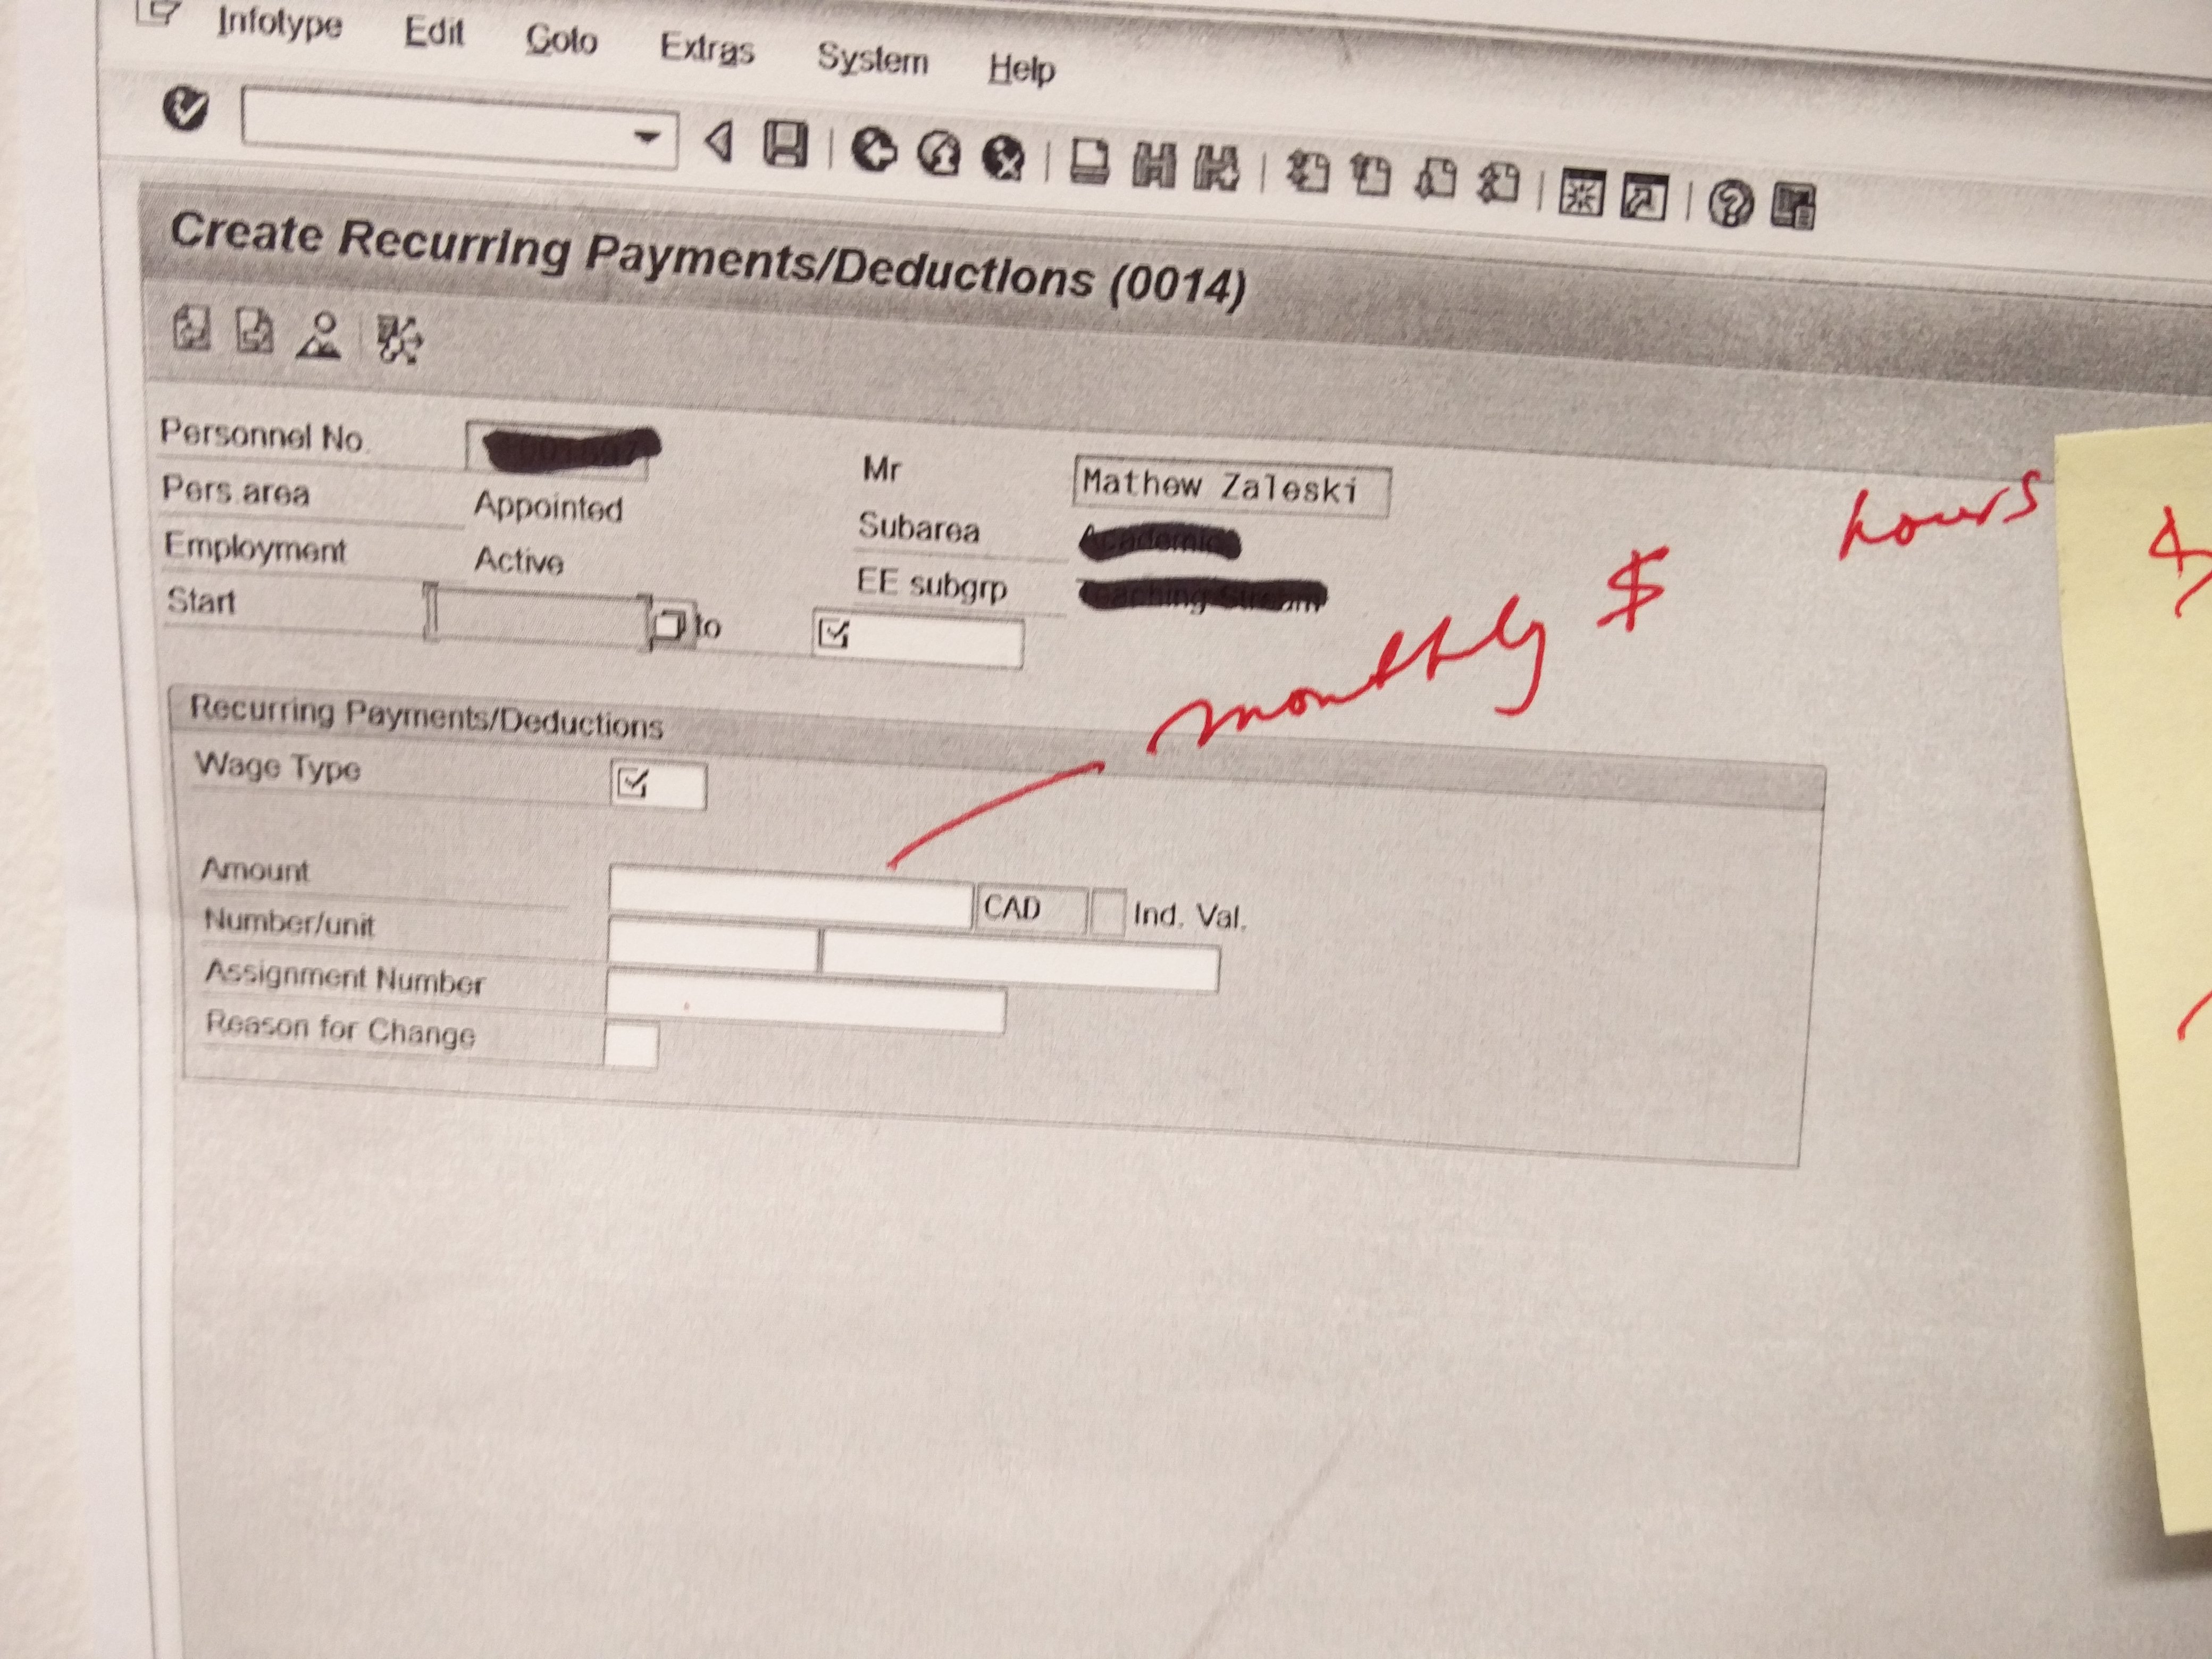 Infotype Edit Goto Extras System Help
Create Recurring Payments/Deductions (0014)
Personnel No. Mr Mathew Zaleski
Pers.area Appointed Subarea
Employment Active EE subgrp
Start to
hours
$
monthly $
Recurring Payments/Deductions
Wage Type
Amount CAD Ind. Val.
Number/unit
Assignment Number
Reason for Change